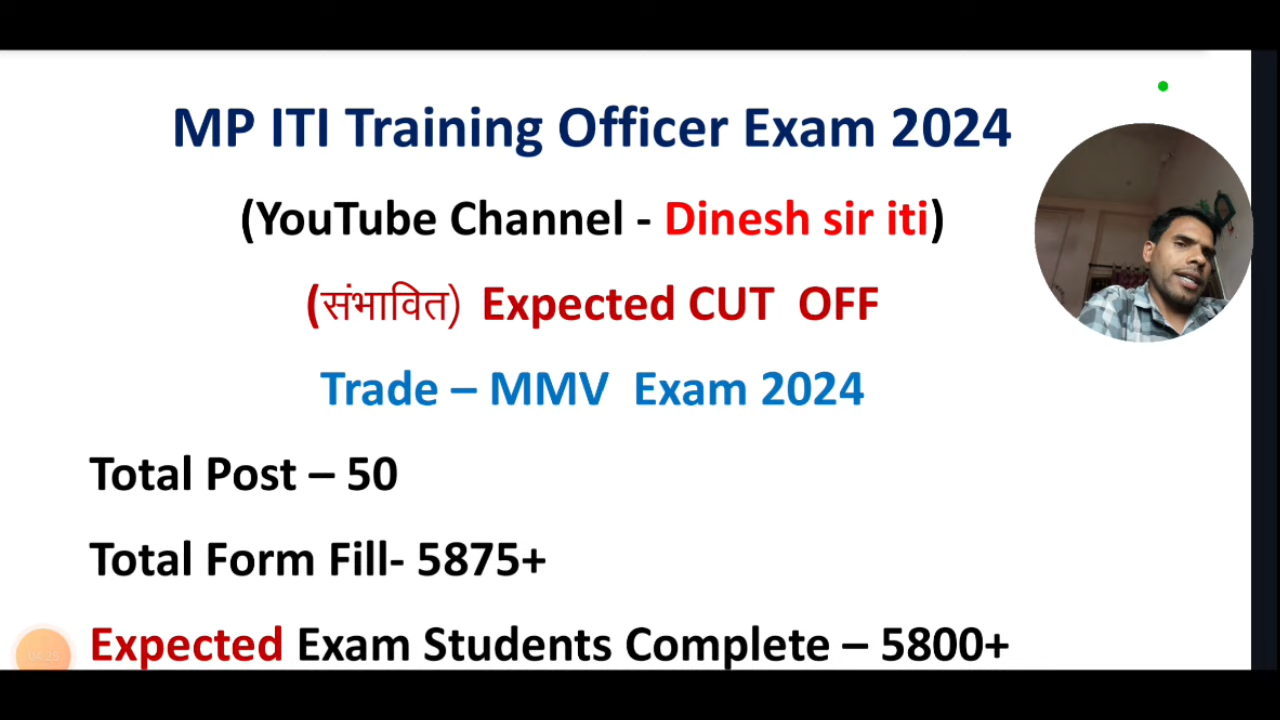 MP ITI Training Officer Exam 2024
(YouTube Channel - Dinesh sir iti)
(संभावित) Expected CUT OFF
Trade – MMV Exam 2024
Total Post – 50
Total Form Fill- 5875+
Expected Exam Students Complete – 5800+